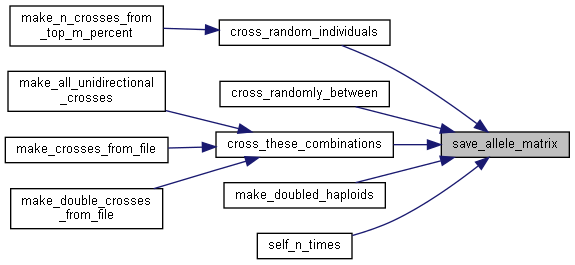 make_n_crosses_from
_top_m_percent
cross_random_individuals
make_all_unidirectional
_crosses
cross_randomly_between
make_crosses_from_file
cross_these_combinations
save_allele_matrix
make_double_crosses
_from_file
make_doubled_haploids
self_n_times